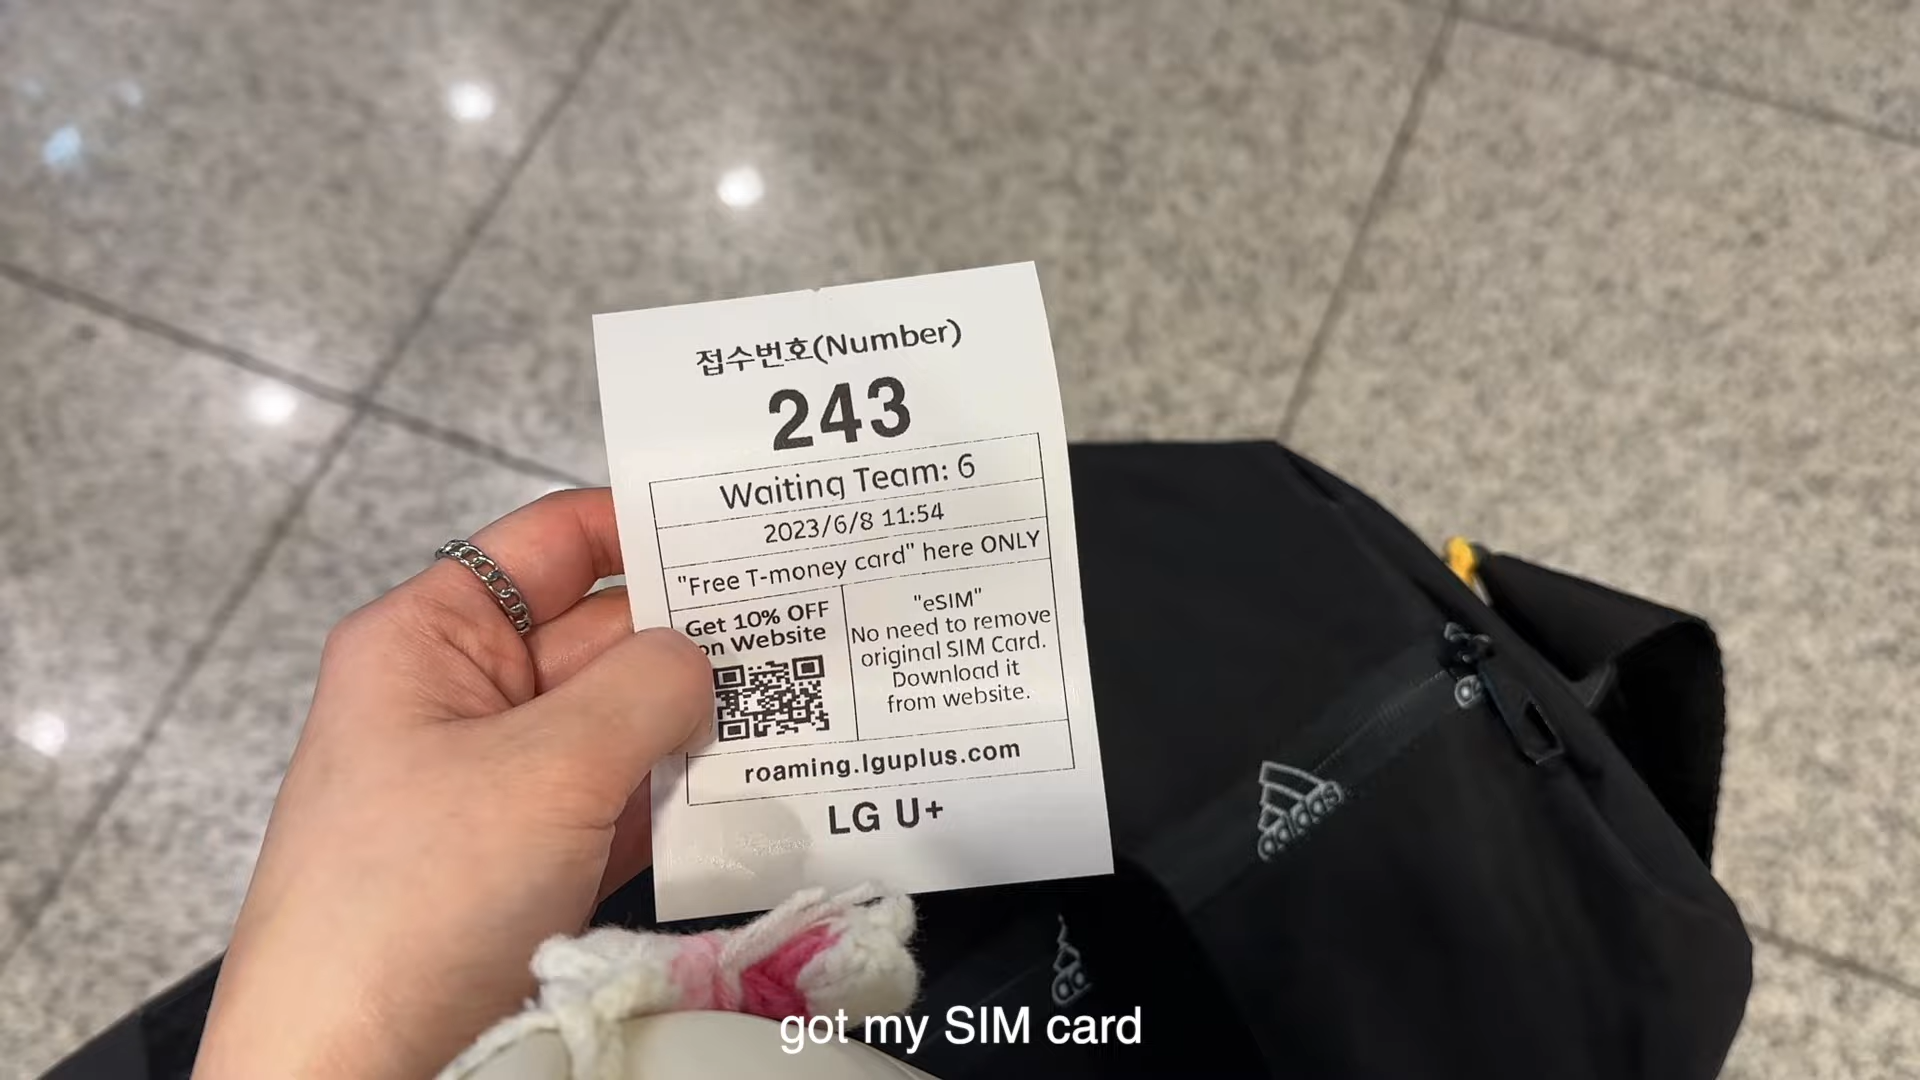 접수번호(Number)
243
Waiting Team: 6
2023/6/8 11:54
"Free T-money card" here ONLY
Get 10% OFF
on Website
"eSIM"
No need to remove
original SIM Card.
Download it
from website.
roaming.lguplus.com
LG U+
adidas
ad
got my SIM card